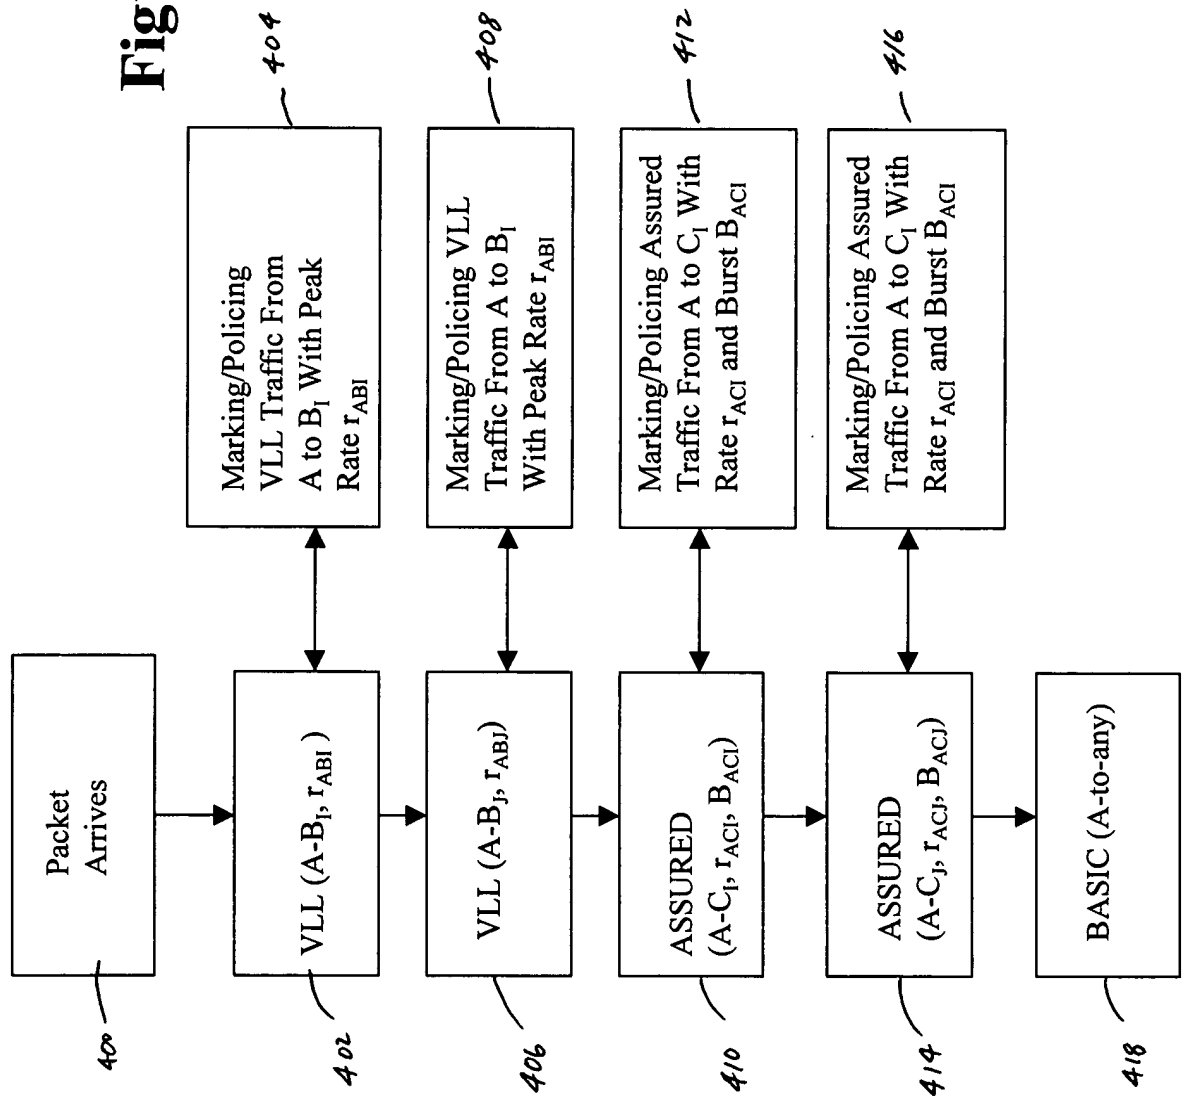 Fig
400
Packet
Arrives
402
VLL (A-B_I, r_ABI)
404
Marking/Policing
VLL Traffic From
A to B_I With Peak
Rate r_ABI
406
VLL (A-B_J, r_ABJ)
408
Marking/Policing VLL
Traffic From A to B_I
With Peak Rate r_ABI
410
ASSURED
(A-C_I, r_ACI, B_ACI)
412
Marking/Policing Assured
Traffic From A to C_I With
Rate r_ACI and Burst B_ACI
414
ASSURED
(A-C_J, r_ACJ, B_ACJ)
416
Marking/Policing Assured
Traffic From A to C_I With
Rate r_ACI and Burst B_ACI
418
BASIC (A-to-any)